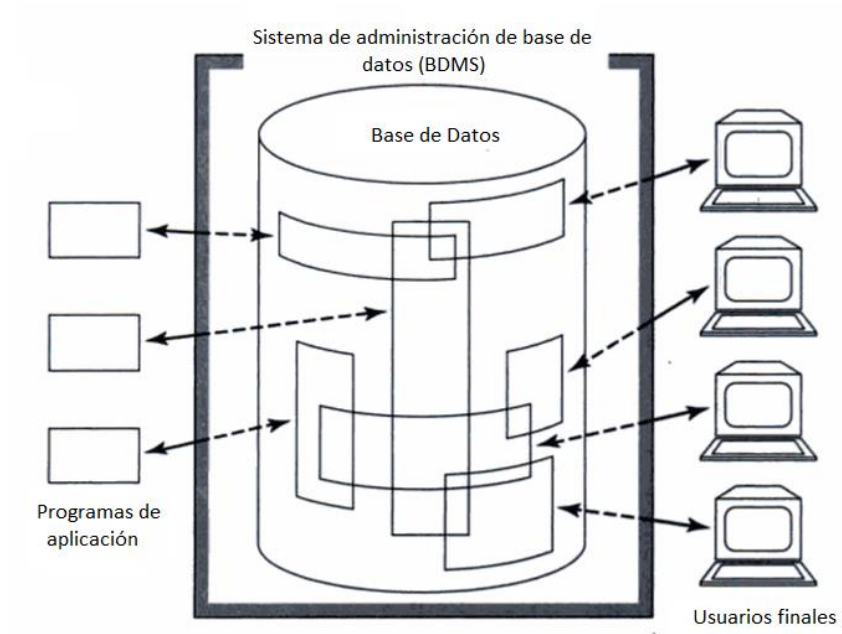 Sistema de administración de base de
datos (BDMS)
Base de Datos
Programas de
aplicación
Usuarios finales